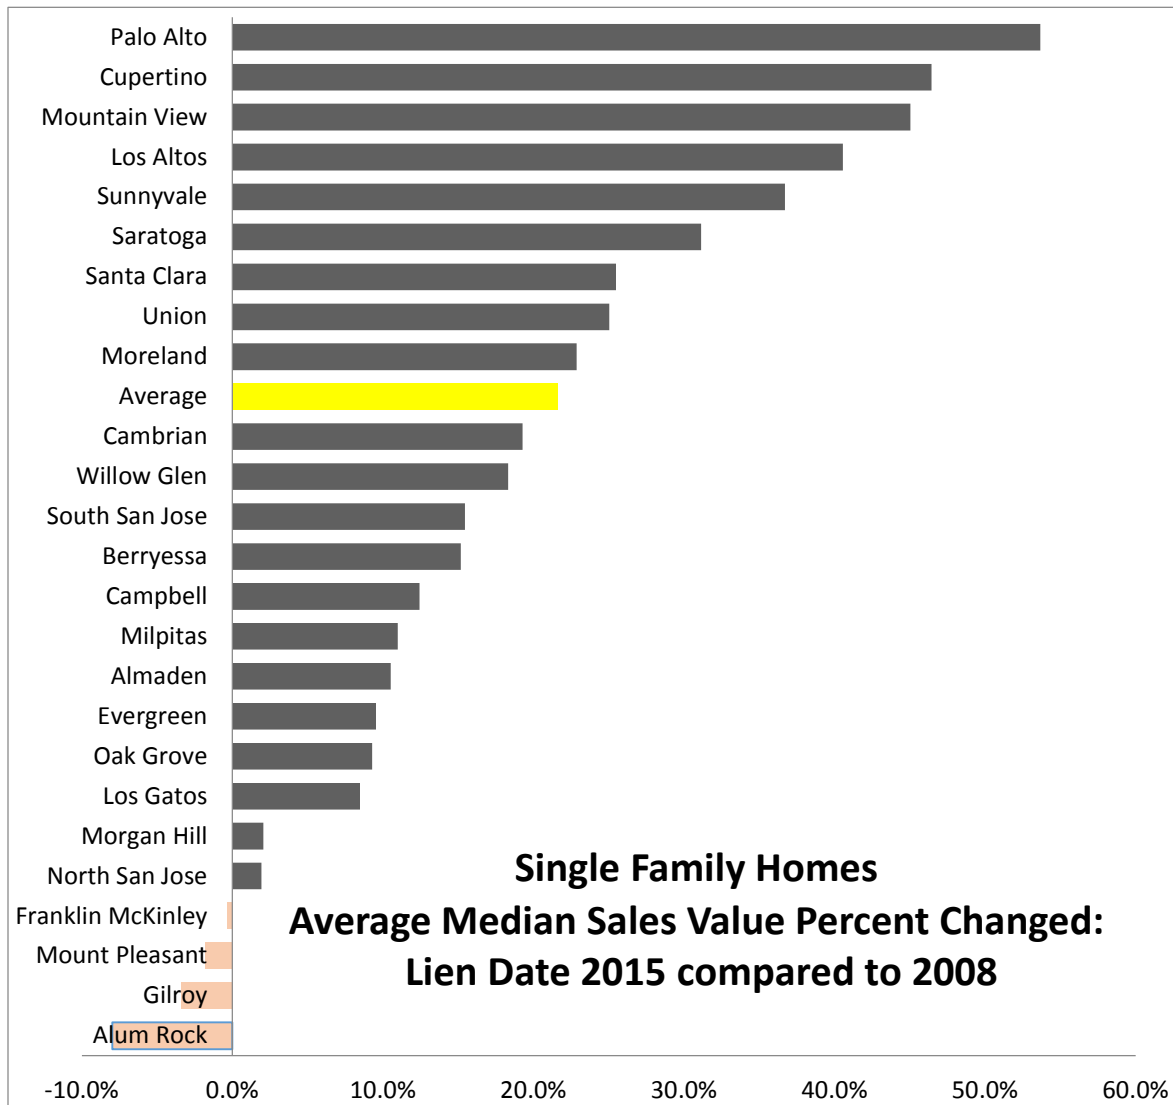 Palo Alto
Cupertino
Mountain View
Los Altos
Sunnyvale
Saratoga
Santa Clara
Union
Moreland
Average
Cambrian
Willow Glen
South San Jose
Berryessa
Campbell
Milpitas
Almaden
Evergreen
Oak Grove
Los Gatos
Morgan Hill
North San Jose
Franklin McKinley
Mount Pleasant
Gilroy
Alum Rock
Single Family Homes
Average Median Sales Value Percent Changed:
Lien Date 2015 compared to 2008
-10.0% 0.0% 10.0% 20.0% 30.0% 40.0% 50.0% 60.0%